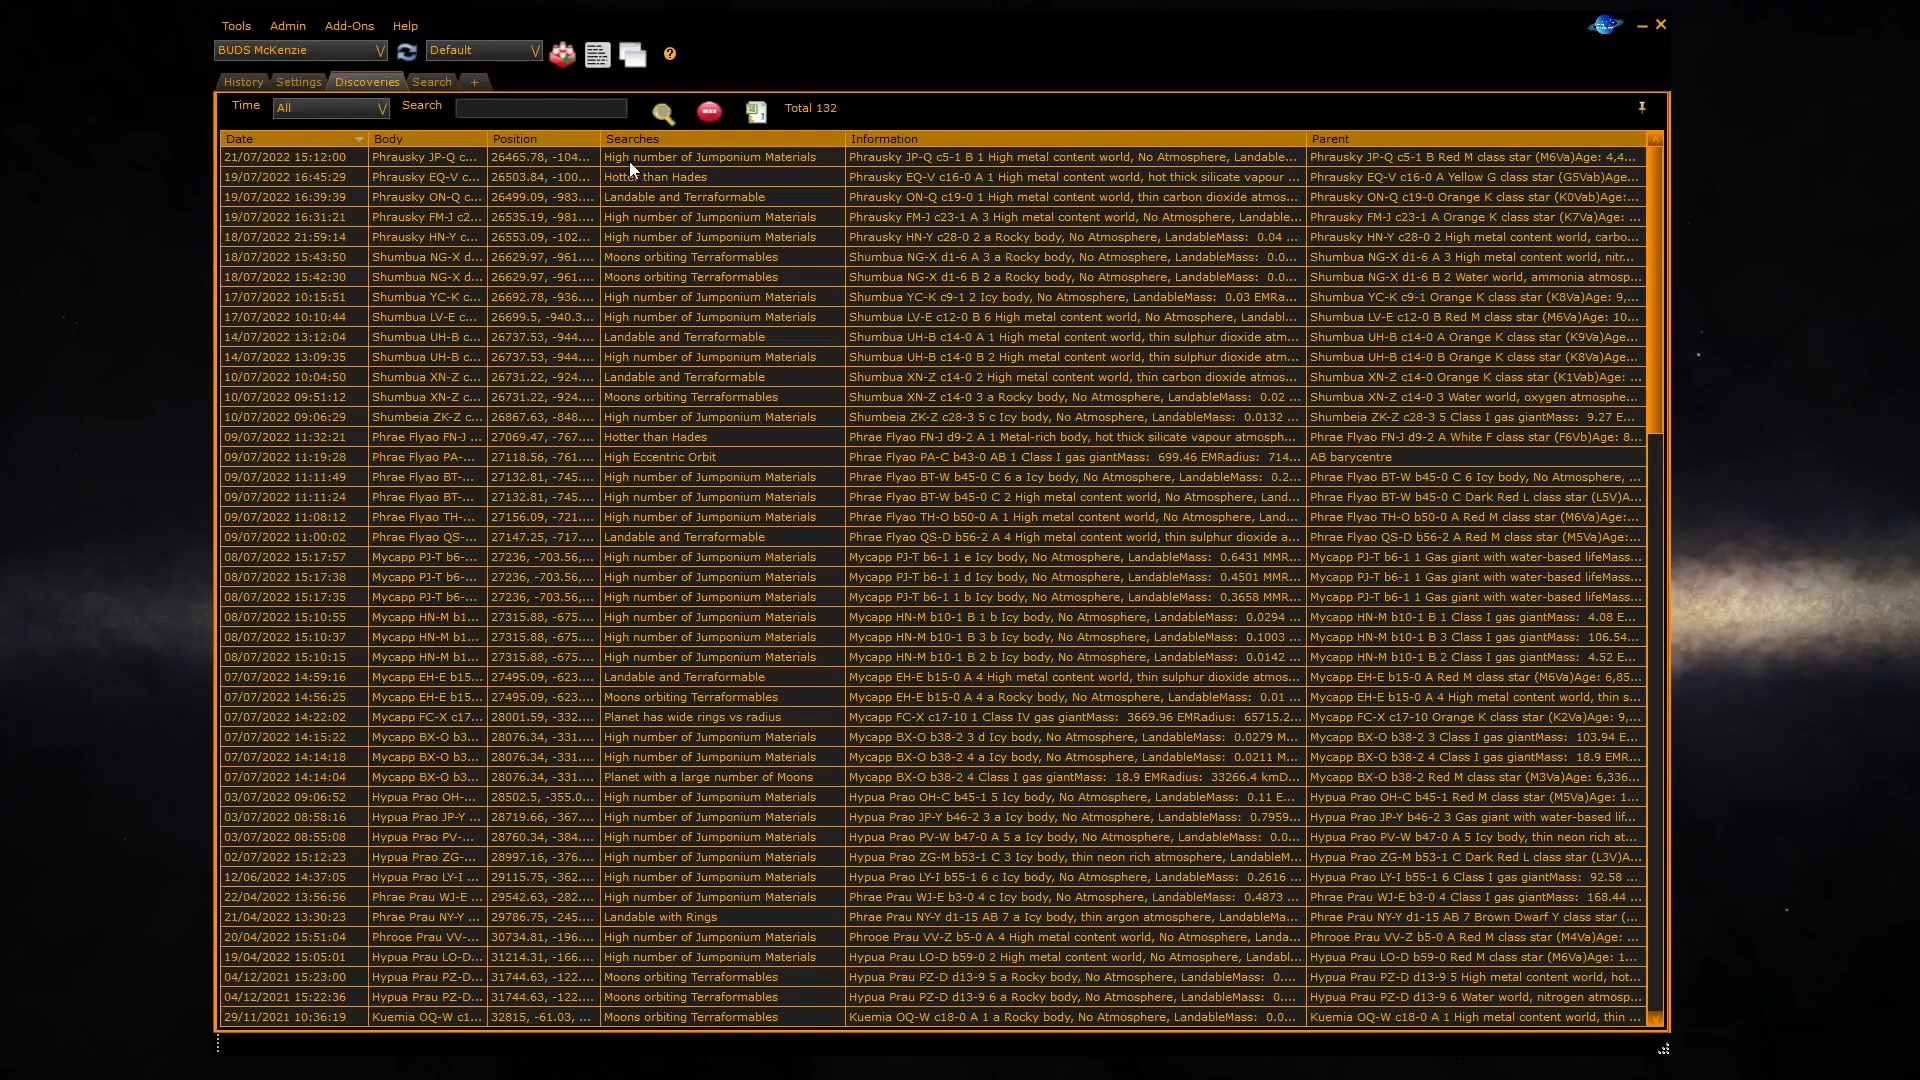 Tools Admin Add-Ons Help
BUDS McKenzie Default
History Settings Discoveries Search +
Time All Search Total 132
Date Body Position Searches Information Parent
21/07/2022 15:12:00 Phrausky JP-Q c... 26465.78, -104... High number of Jumponium Materials Phrausky JP-Q c5-1 B 1 High metal content world, No Atmosphere, Landable... Phrausky JP-Q c5-1 B Red M class star (M6Va)Age: 4,4...
19/07/2022 16:45:29 Phrausky EQ-V c... 26503.84, -100... Hotter than Hades Phrausky EQ-V c16-0 A 1 High metal content world, hot thick silicate vapour ... Phrausky EQ-V c16-0 A Yellow G class star (G5Vab)Age...
19/07/2022 16:39:39 Phrausky ON-Q c... 26499.09, -983... Landable and Terraformable Phrausky ON-Q c19-0 1 High metal content world, thin carbon dioxide atmos... Phrausky ON-Q c19-0 Orange K class star (K0Vab)Age:...
19/07/2022 16:31:21 Phrausky FM-J c2... 26535.19, -981... High number of Jumponium Materials Phrausky FM-J c23-1 A 3 High metal content world, No Atmosphere, Landable... Phrausky FM-J c23-1 A Orange K class star (K7Va)Age: ...
18/07/2022 21:59:14 Phrausky HN-Y c... 26553.09, -102... High number of Jumponium Materials Phrausky HN-Y c28-0 2 a Rocky body, No Atmosphere, LandableMass: 0.04 ... Phrausky HN-Y c28-0 2 High metal content world, carbo...
18/07/2022 15:43:50 Shumbua NG-X d... 26629.97, -961... Moons orbiting Terraformables Shumbua NG-X d1-6 A 3 a Rocky body, No Atmosphere, LandableMass: 0.0... Shumbua NG-X d1-6 A 3 High metal content world, nitr...
18/07/2022 15:42:30 Shumbua NG-X d... 26629.97, -961... Moons orbiting Terraformables Shumbua NG-X d1-6 B 2 a Rocky body, No Atmosphere, LandableMass: 0.0... Shumbua NG-X d1-6 B 2 Water world, ammonia atmosp...
17/07/2022 10:15:51 Shumbua YC-K c... 26692.78, -936... High number of Jumponium Materials Shumbua YC-K c9-1 2 Icy body, No Atmosphere, LandableMass: 0.03 EMRa... Shumbua YC-K c9-1 Orange K class star (K8Va)Age: 9,...
17/07/2022 10:10:44 Shumbua LV-E c... 26699.5, -940.3... High number of Jumponium Materials Shumbua LV-E c12-0 B 6 High metal content world, No Atmosphere, Landabl... Shumbua LV-E c12-0 B Red M class star (M6Va)Age: 10...
14/07/2022 13:12:04 Shumbua UH-B c... 26737.53, -944... Landable and Terraformable Shumbua UH-B c14-0 A 1 High metal content world, thin sulphur dioxide atm... Shumbua UH-B c14-0 A Orange K class star (K9Va)Age...
14/07/2022 13:09:35 Shumbua UH-B c... 26737.53, -944... High number of Jumponium Materials Shumbua UH-B c14-0 B 2 High metal content world, thin sulphur dioxide atm... Shumbua UH-B c14-0 B Orange K class star (K8Va)Age...
10/07/2022 10:04:50 Shumbua XN-Z c... 26731.22, -924... Landable and Terraformable Shumbua XN-Z c14-0 2 High metal content world, thin carbon dioxide atmos... Shumbua XN-Z c14-0 Orange K class star (K1Vab)Age: ...
10/07/2022 09:51:12 Shumbua XN-Z c... 26731.22, -924... Moons orbiting Terraformables Shumbua XN-Z c14-0 3 a Rocky body, No Atmosphere, LandableMass: 0.02 ... Shumbua XN-Z c14-0 3 Water world, oxygen atmosphe...
10/07/2022 09:06:29 Shumbeia ZK-Z c... 26867.63, -848... High number of Jumponium Materials Shumbeia ZK-Z c28-3 5 c Icy body, No Atmosphere, LandableMass: 0.0132 ... Shumbeia ZK-Z c28-3 5 Class I gas giantMass: 9.27 E...
09/07/2022 11:32:21 Phrae Flyao FN-J ... 27069.47, -767... Hotter than Hades Phrae Flyao FN-J d9-2 A 1 Metal-rich body, hot thick silicate vapour atmosph... Phrae Flyao FN-J d9-2 A White F class star (F6Vb)Age: 8...
09/07/2022 11:19:28 Phrae Flyao PA-... 27118.56, -761... High Eccentric Orbit Phrae Flyao PA-C b43-0 AB 1 Class I gas giantMass: 699.46 EMRadius: 714... AB barycentre
09/07/2022 11:11:49 Phrae Flyao BT-... 27132.81, -745... High number of Jumponium Materials Phrae Flyao BT-W b45-0 C 6 a Icy body, No Atmosphere, LandableMass: 0.2... Phrae Flyao BT-W b45-0 C 6 Icy body, No Atmosphere, ...
09/07/2022 11:11:24 Phrae Flyao BT-... 27132.81, -745... High number of Jumponium Materials Phrae Flyao BT-W b45-0 C 2 High metal content world, No Atmosphere, Land... Phrae Flyao BT-W b45-0 C Dark Red L class star (L5V)A...
09/07/2022 11:08:12 Phrae Flyao TH-... 27156.09, -721... High number of Jumponium Materials Phrae Flyao TH-O b50-0 A 1 High metal content world, No Atmosphere, Land... Phrae Flyao TH-O b50-0 A Red M class star (M6Va)Age:...
09/07/2022 11:00:02 Phrae Flyao QS-... 27147.25, -717... Landable and Terraformable Phrae Flyao QS-D b56-2 A 4 High metal content world, thin sulphur dioxide a... Phrae Flyao QS-D b56-2 A Red M class star (M5Va)Age:...
08/07/2022 15:17:57 Mycapp PJ-T b6-... 27236, -703.56,... High number of Jumponium Materials Mycapp PJ-T b6-1 1 e Icy body, No Atmosphere, LandableMass: 0.6431 MMR... Mycapp PJ-T b6-1 1 Gas giant with water-based lifeMass...
08/07/2022 15:17:38 Mycapp PJ-T b6-... 27236, -703.56,... High number of Jumponium Materials Mycapp PJ-T b6-1 1 d Icy body, No Atmosphere, LandableMass: 0.4501 MMR... Mycapp PJ-T b6-1 1 Gas giant with water-based lifeMass...
08/07/2022 15:17:35 Mycapp PJ-T b6-... 27236, -703.56,... High number of Jumponium Materials Mycapp PJ-T b6-1 1 b Icy body, No Atmosphere, LandableMass: 0.3658 MMR... Mycapp PJ-T b6-1 1 Gas giant with water-based lifeMass...
08/07/2022 15:10:55 Mycapp HN-M b1... 27315.88, -675... High number of Jumponium Materials Mycapp HN-M b10-1 B 1 b Icy body, No Atmosphere, LandableMass: 0.0294 ... Mycapp HN-M b10-1 B 1 Class I gas giantMass: 4.08 E...
08/07/2022 15:10:37 Mycapp HN-M b1... 27315.88, -675... High number of Jumponium Materials Mycapp HN-M b10-1 B 3 b Icy body, No Atmosphere, LandableMass: 0.1003 ... Mycapp HN-M b10-1 B 3 Class I gas giantMass: 106.54...
08/07/2022 15:10:15 Mycapp HN-M b1... 27315.88, -675... High number of Jumponium Materials Mycapp HN-M b10-1 B 2 b Icy body, No Atmosphere, LandableMass: 0.0142 ... Mycapp HN-M b10-1 B 2 Class I gas giantMass: 4.52 E...
07/07/2022 14:59:16 Mycapp EH-E b15... 27495.09, -623... Landable and Terraformable Mycapp EH-E b15-0 A 4 High metal content world, thin sulphur dioxide atmos... Mycapp EH-E b15-0 A Red M class star (M6Va)Age: 6,85...
07/07/2022 14:56:25 Mycapp EH-E b15... 27495.09, -623... Moons orbiting Terraformables Mycapp EH-E b15-0 A 4 a Rocky body, No Atmosphere, LandableMass: 0.01 ... Mycapp EH-E b15-0 A 4 High metal content world, thin s...
07/07/2022 14:22:02 Mycapp FC-X c17... 28001.59, -332... Planet has wide rings vs radius Mycapp FC-X c17-10 1 Class IV gas giantMass: 3669.96 EMRadius: 65715.2... Mycapp FC-X c17-10 Orange K class star (K2Va)Age: 9,...
07/07/2022 14:15:22 Mycapp BX-O b3... 28076.34, -331... High number of Jumponium Materials Mycapp BX-O b38-2 3 d Icy body, No Atmosphere, LandableMass: 0.0279 M... Mycapp BX-O b38-2 3 Class I gas giantMass: 103.94 E...
07/07/2022 14:14:18 Mycapp BX-O b3... 28076.34, -331... High number of Jumponium Materials Mycapp BX-O b38-2 4 a Icy body, No Atmosphere, LandableMass: 0.0211 M... Mycapp BX-O b38-2 4 Class I gas giantMass: 18.9 EMR...
07/07/2022 14:14:04 Mycapp BX-O b3... 28076.34, -331... Planet with a large number of Moons Mycapp BX-O b38-2 4 Class I gas giantMass: 18.9 EMRadius: 33266.4 kmD... Mycapp BX-O b38-2 Red M class star (M3Va)Age: 6,336...
03/07/2022 09:06:52 Hypua Prao OH-... 28502.5, -355.0... High number of Jumponium Materials Hypua Prao OH-C b45-1 5 Icy body, No Atmosphere, LandableMass: 0.11 E... Hypua Prao OH-C b45-1 Red M class star (M5Va)Age: 1...
03/07/2022 08:58:16 Hypua Prao JP-Y ... 28719.66, -367... High number of Jumponium Materials Hypua Prao JP-Y b46-2 3 a Icy body, No Atmosphere, LandableMass: 0.7959... Hypua Prao JP-Y b46-2 3 Gas giant with water-based lif...
03/07/2022 08:55:08 Hypua Prao PV-... 28760.34, -384... High number of Jumponium Materials Hypua Prao PV-W b47-0 A 5 a Icy body, No Atmosphere, LandableMass: 0.0... Hypua Prao PV-W b47-0 A 5 Icy body, thin neon rich at...
02/07/2022 15:12:23 Hypua Prao ZG-... 28997.16, -376... High number of Jumponium Materials Hypua Prao ZG-M b53-1 C 3 Icy body, thin neon rich atmosphere, LandableM... Hypua Prao ZG-M b53-1 C Dark Red L class star (L3V)A...
12/06/2022 14:37:05 Hypua Prao LY-I ... 29115.75, -362... High number of Jumponium Materials Hypua Prao LY-I b55-1 6 c Icy body, No Atmosphere, LandableMass: 0.2616 ... Hypua Prao LY-I b55-1 6 Class I gas giantMass: 92.58 ...
22/04/2022 13:56:56 Phrae Prau WJ-E ... 29542.63, -282... High number of Jumponium Materials Phrae Prau WJ-E b3-0 4 c Icy body, No Atmosphere, LandableMass: 0.4873 ... Phrae Prau WJ-E b3-0 4 Class I gas giantMass: 168.44 ...
21/04/2022 13:30:23 Phrae Prau NY-Y ... 29786.75, -245... Landable with Rings Phrae Prau NY-Y d1-15 AB 7 a Icy body, thin argon atmosphere, LandableMa... Phrae Prau NY-Y d1-15 AB 7 Brown Dwarf Y class star (...
20/04/2022 15:51:04 Phrooe Prau VV-... 30734.81, -196... High number of Jumponium Materials Phrooe Prau VV-Z b5-0 A 4 High metal content world, No Atmosphere, Landa... Phrooe Prau VV-Z b5-0 A Red M class star (M4Va)Age: ...
19/04/2022 15:05:01 Hypua Prau LO-D... 31214.31, -166... High number of Jumponium Materials Hypua Prau LO-D b59-0 2 High metal content world, No Atmosphere, Landabl... Hypua Prau LO-D b59-0 Red M class star (M6Va)Age: 1...
04/12/2021 15:23:00 Hypua Prau PZ-D... 31744.63, -122... Moons orbiting Terraformables Hypua Prau PZ-D d13-9 5 a Rocky body, No Atmosphere, LandableMass: 0.... Hypua Prau PZ-D d13-9 5 High metal content world, hot...
04/12/2021 15:22:36 Hypua Prau PZ-D... 31744.63, -122... Moons orbiting Terraformables Hypua Prau PZ-D d13-9 6 a Rocky body, No Atmosphere, LandableMass: 0.... Hypua Prau PZ-D d13-9 6 Water world, nitrogen atmosp...
29/11/2021 10:36:19 Kuemia OQ-W c1... 32815, -61.03, ... Moons orbiting Terraformables Kuemia OQ-W c18-0 A 1 a Rocky body, No Atmosphere, LandableMass: 0.0... Kuemia OQ-W c18-0 A 1 High metal content world, thin ...